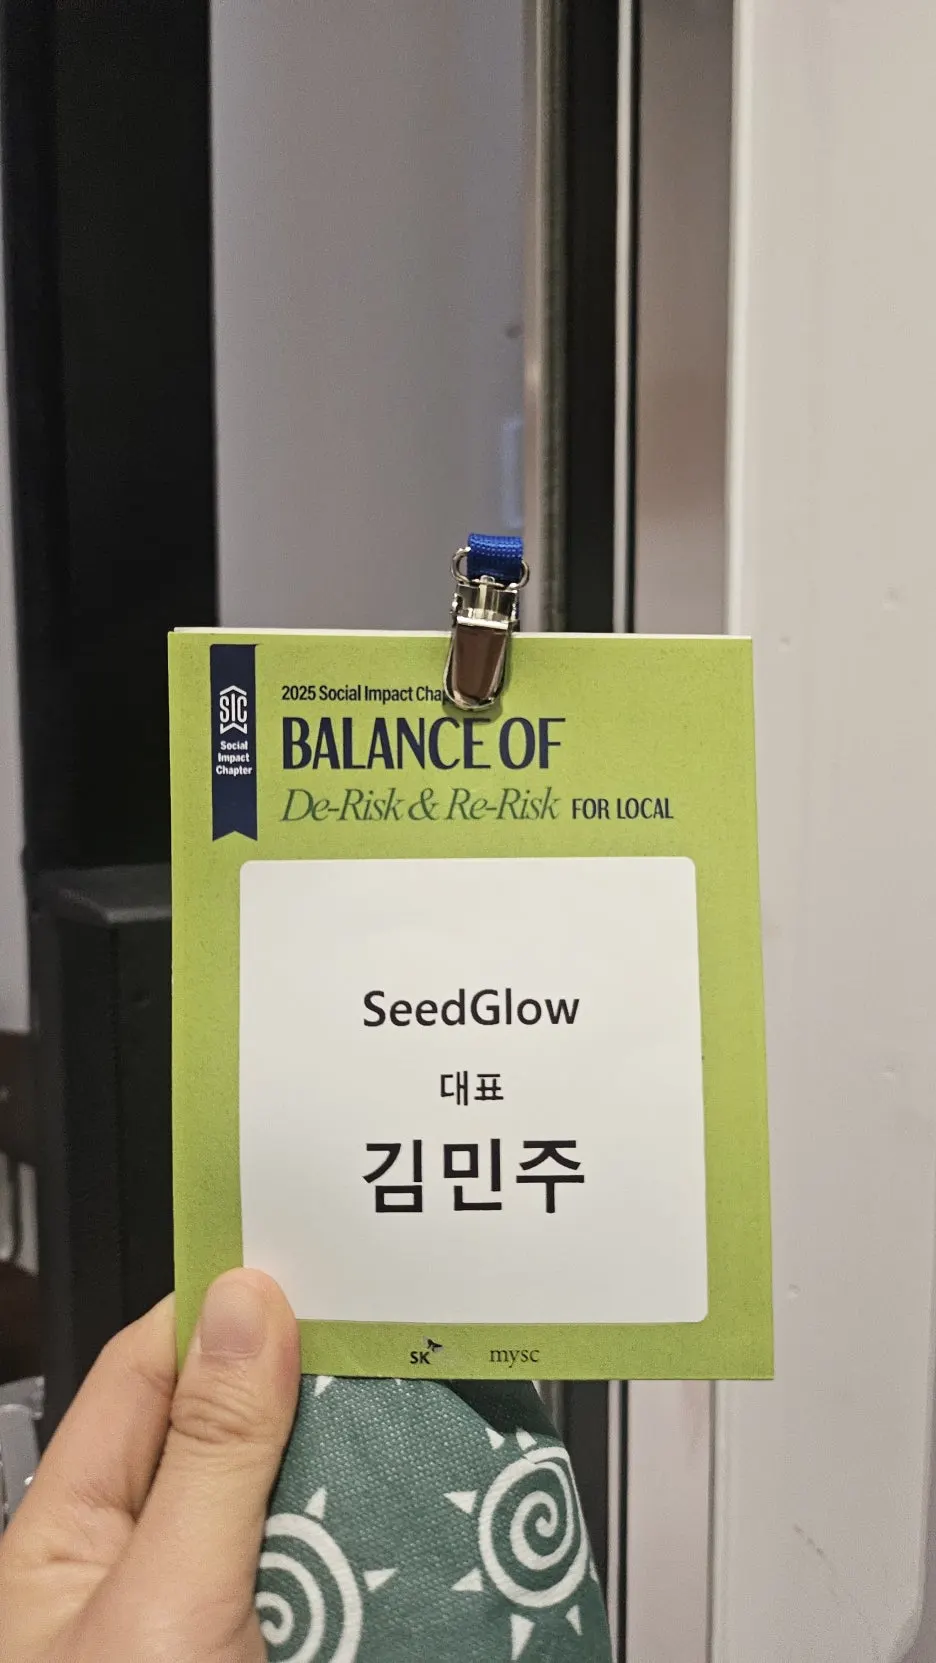 SIC
Social
Impact
Chapter
2025 Social Impact
BALANCE OF
De-Risk & Re-Risk FOR LOCAL
SeedGlow
대표
김민주
SK mysc